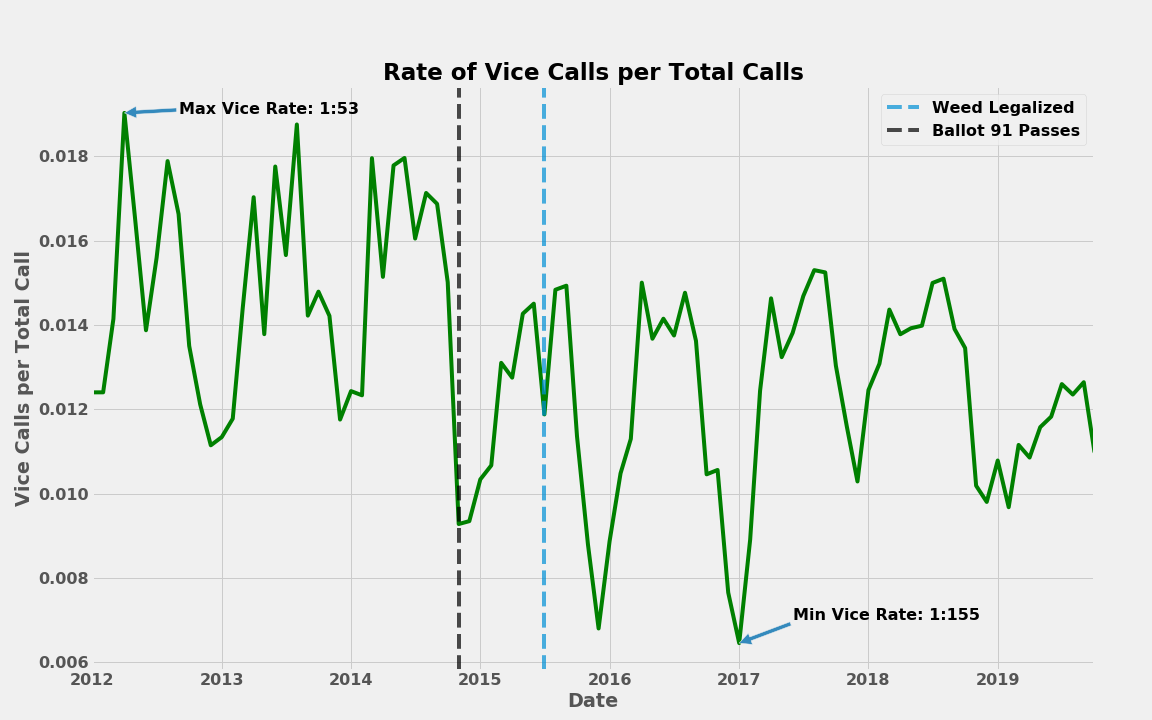 Rate of Vice Calls per Total Calls
Max Vice Rate: 1:53
Weed Legalized
Ballot 91 Passes
0.018
0.016
0.014
0.012
0.010
0.008
0.006
Vice Calls per Total Call
Min Vice Rate: 1:155
2012
2013
2014
2015
2016
2017
2018
2019
Date